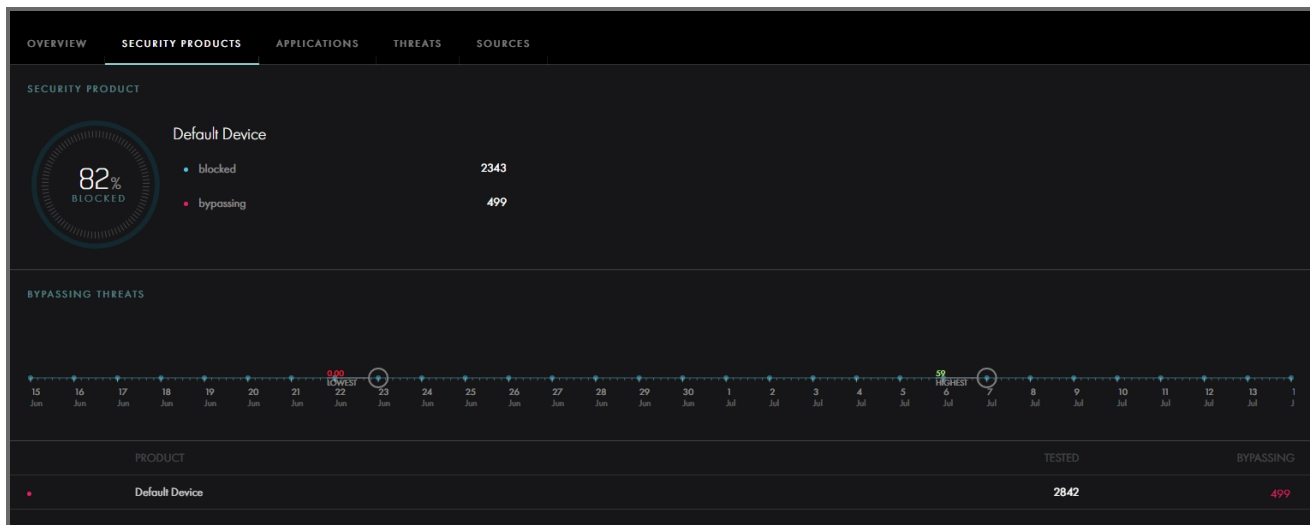 OVERVIEW SECURITY PRODUCTS APPLICATIONS THREATS SOURCES
SECURITY PRODUCT
Default Device
82%
BLOCKED
• blocked 2343
• bypassing 499
BYPASSING THREATS
0.00
LOWEST
59
HIGHEST
15 16 17 18 19 20 21 22 23 24 25 26 27 28 29 30 1 2 3 4 5 6 7 8 9 10 11 12 13 1
Jun Jun Jun Jun Jun Jun Jun Jun Jun Jun Jun Jun Jun Jun Jun Jun Jul Jul Jul Jul Jul Jul Jul Jul Jul Jul Jul Jul Jul J
PRODUCT TESTED BYPASSING
Default Device 2842 499